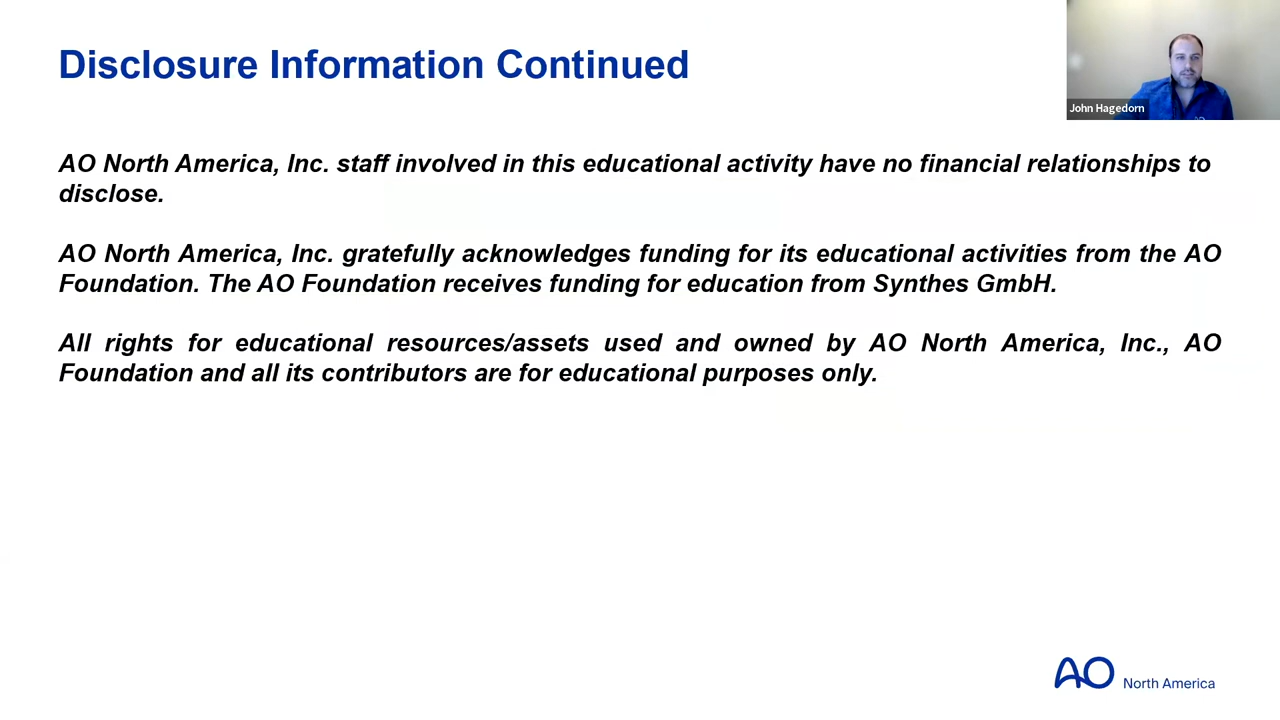 Disclosure Information Continued
John Hagedorn
AO North America, Inc. staff involved in this educational activity have no financial relationships to
disclose.
AO North America, Inc. gratefully acknowledges funding for its educational activities from the AO
Foundation. The AO Foundation receives funding for education from Synthes GmbH.
All rights for educational resources/assets used and owned by AO North America, Inc., AO
Foundation and all its contributors are for educational purposes only.
AO North America